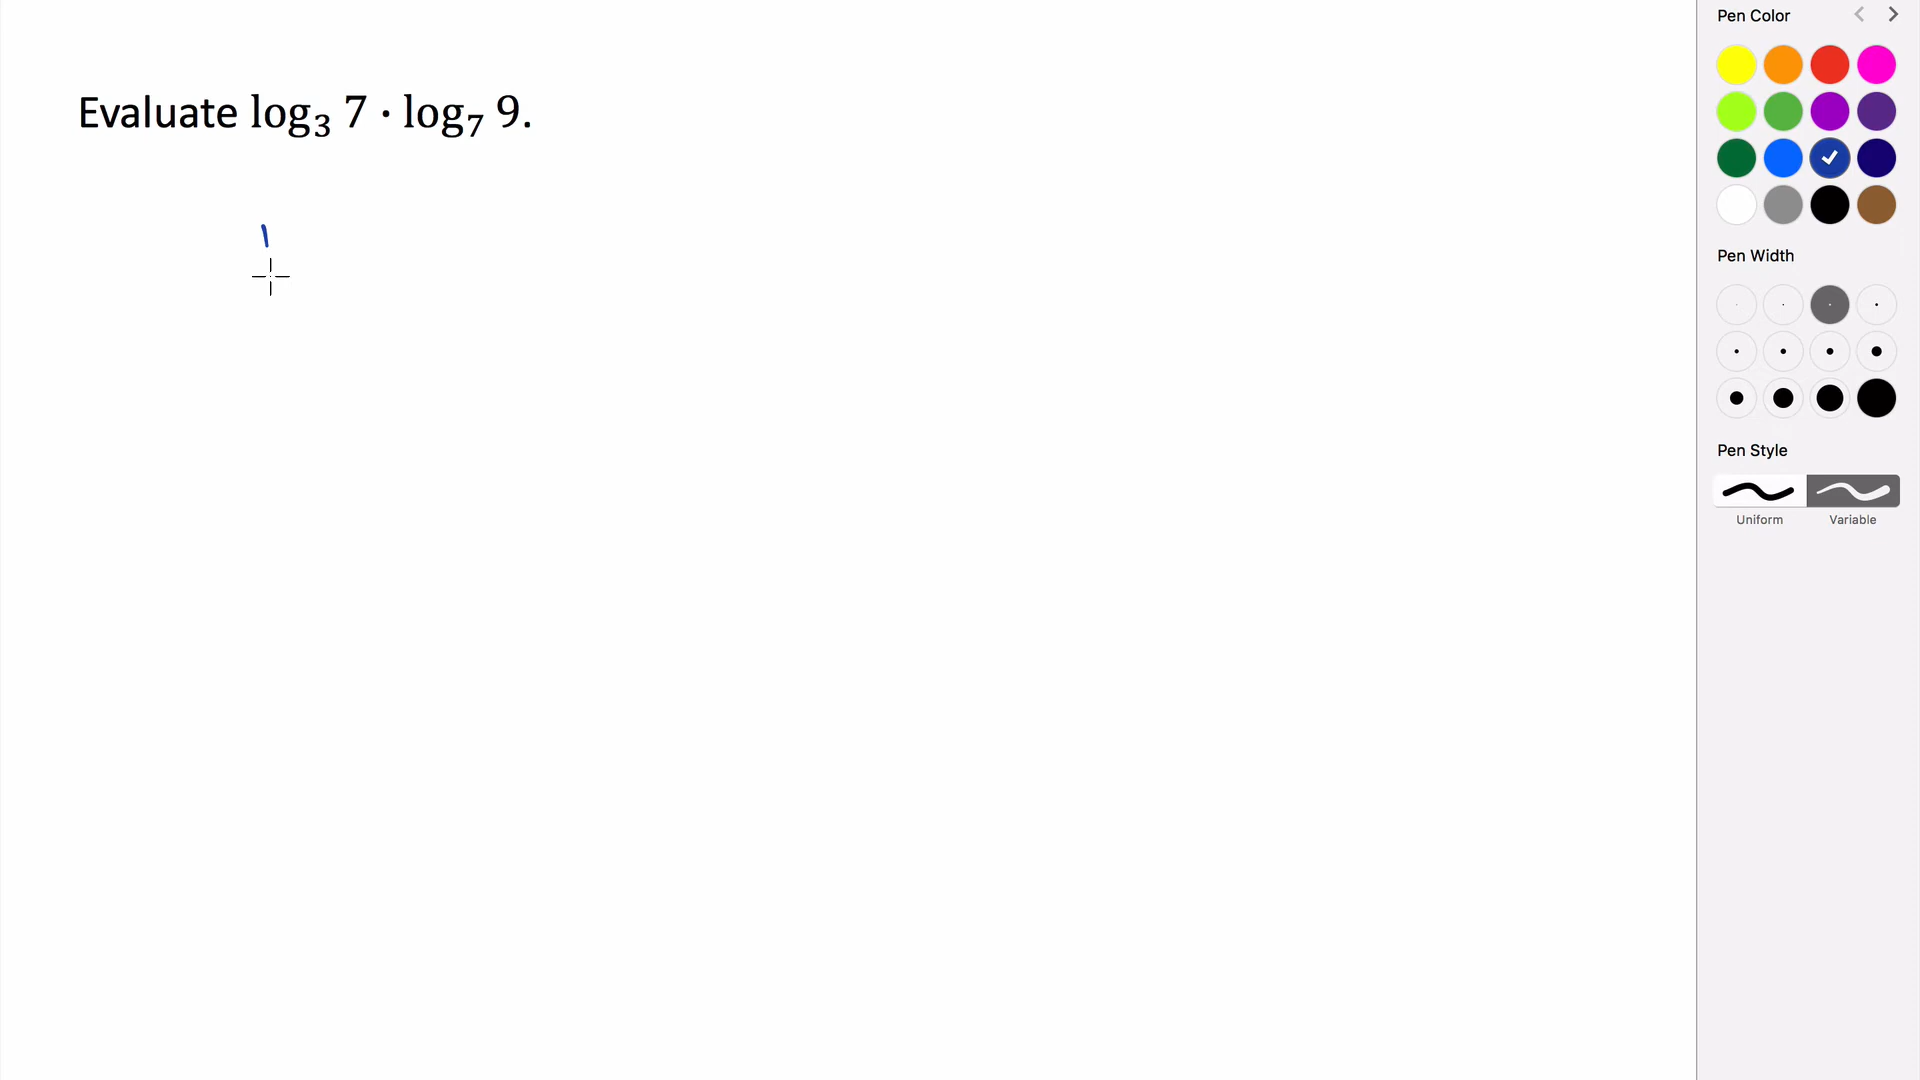 Pen Color
Evaluate log₃ 7 · log₇ 9.
Pen Width
Pen Style
Uniform Variable